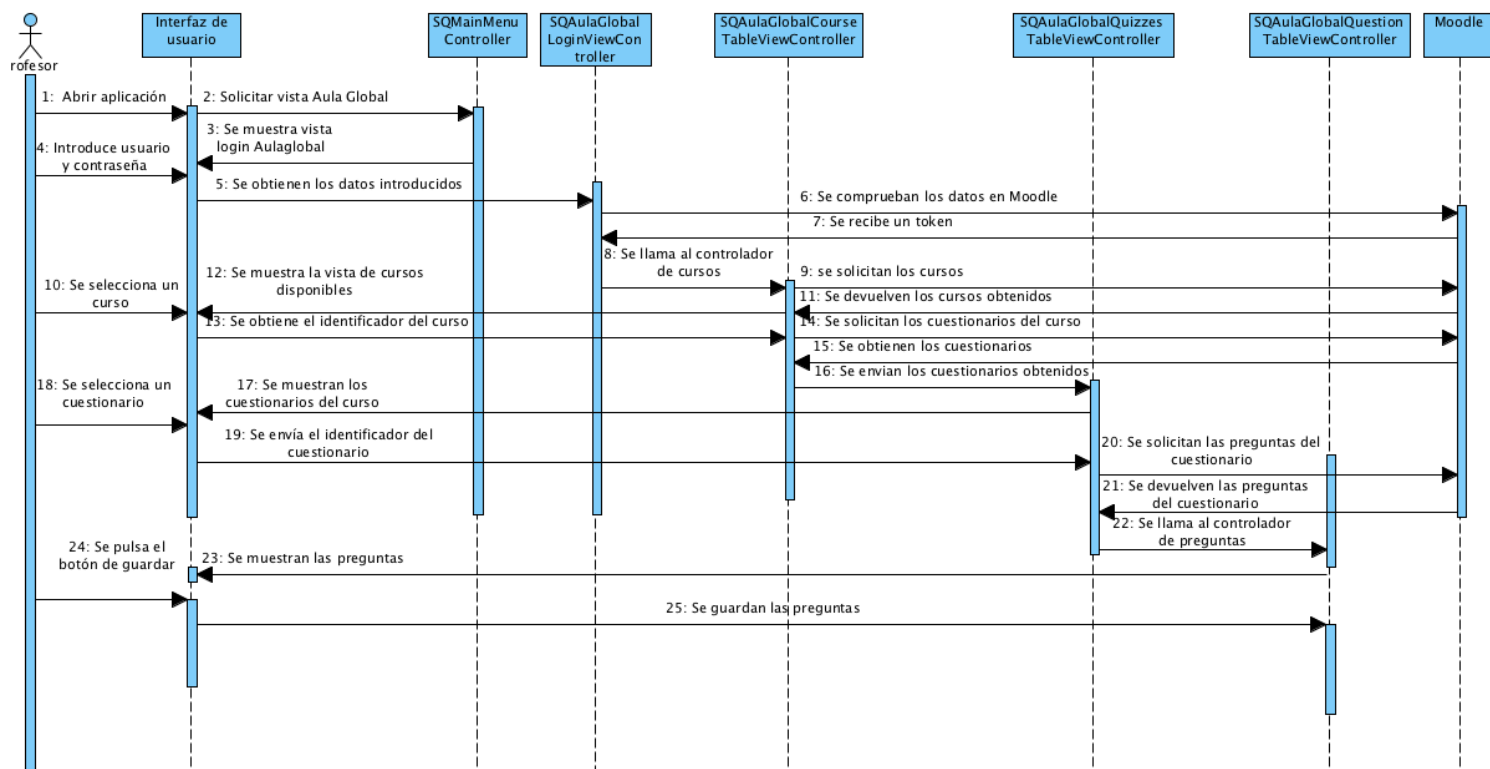 Interfaz de
usuario
SQMainMenu
Controller
SQAulaGlobal
LoginViewCon
troller
SQAulaGlobalCourse
TableViewController
SQAulaGlobalQuizzes
TableViewController
SQAulaGlobalQuestion
TableViewController
Moodle
rofesor
1: Abrir aplicación
2: Solicitar vista Aula Global
3: Se muestra vista
login Aulaglobal
4: Introduce usuario
y contraseña
5: Se obtienen los datos introducidos
6: Se comprueban los datos en Moodle
7: Se recibe un token
8: Se llama al controlador
de cursos
9: se solicitan los cursos
10: Se selecciona un
curso
12: Se muestra la vista de cursos
disponibles
11: Se devuelven los cursos obtenidos
13: Se obtiene el identificador del curso
14: Se solicitan los cuestionarios del curso
15: Se obtienen los cuestionarios
16: Se envian los cuestionarios obtenidos
18: Se selecciona un
cuestionario
17: Se muestran los
cuestionarios del curso
19: Se envía el identificador del
cuestionario
20: Se solicitan las preguntas del
cuestionario
21: Se devuelven las preguntas
del cuestionario
22: Se llama al controlador
de preguntas
24: Se pulsa el
botón de guardar
23: Se muestran las preguntas
25: Se guardan las preguntas